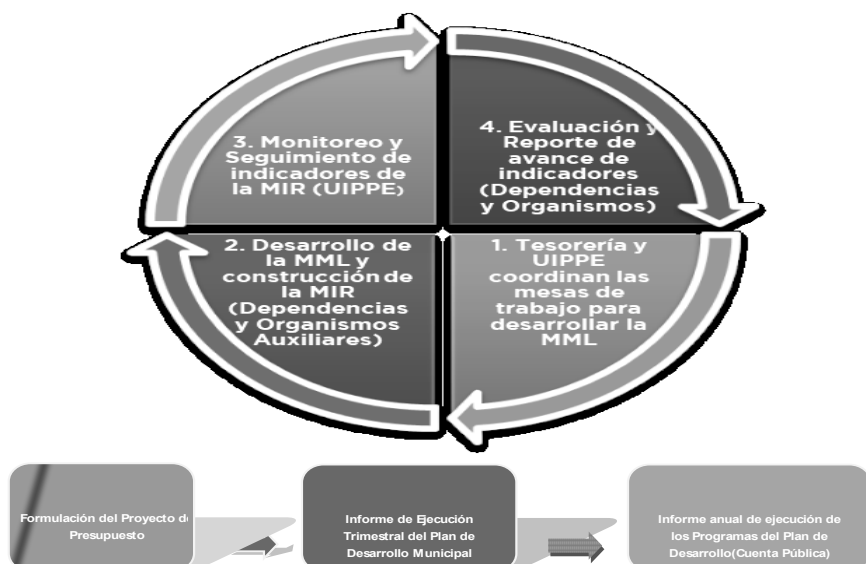 3. Monitoreo y
Seguimiento de
indicadores de
la MIR (UIPPE)
4. Evaluación y
Reporte de
avance de
indicadores
(Dependencias
y Organismos)
2. Desarrollo de
la MML y
construcción de
la MIR
(Dependencias
y Organismos
Auxiliares)
1. Tesorería y
UIPPE
coordinan las
mesas de
trabajo para
desarrollar la
MML
Formulación del Proyecto de
Presupuesto
Informe de Ejecución
Trimestral del Plan de
Desarrollo Municipal
Informe anual de ejecución de
los Programas del Plan de
Desarrollo(Cuenta Pública)